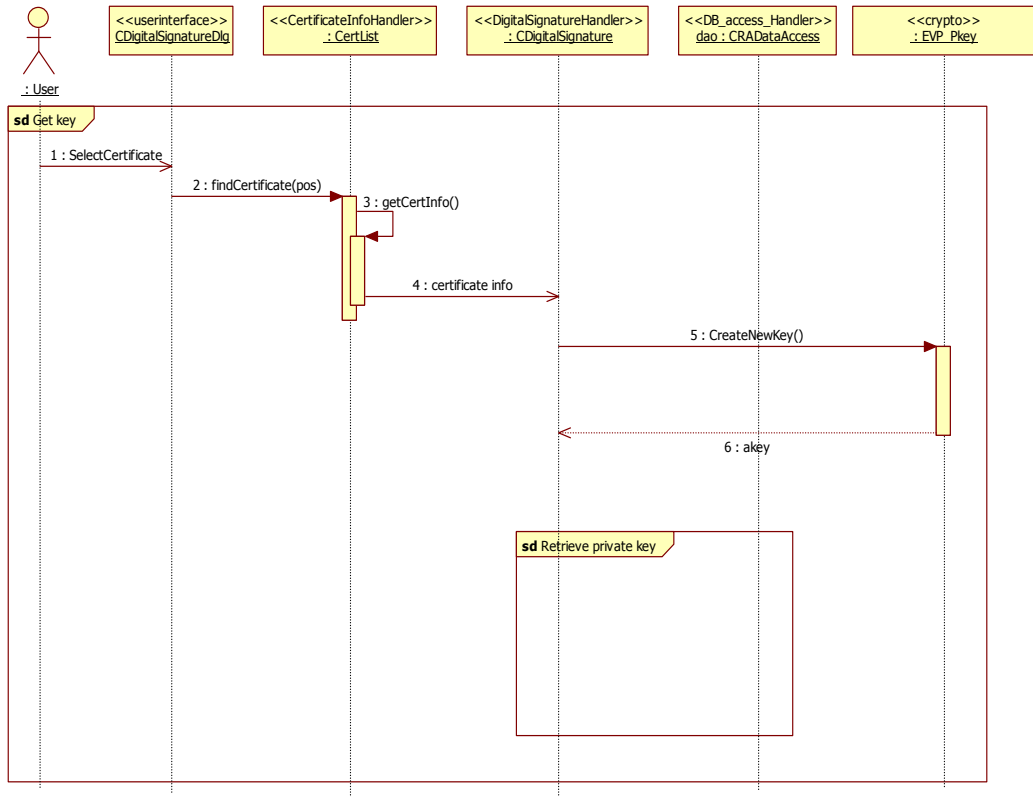 <<userinterface>>
CDigitalSignatureDlg
<<CertificateInfoHandler>>
: CertList
<<DigitalSignatureHandler>>
: CDigitalSignature
<<DB_access_Handler>>
dao : CRADataAccess
<<crypto>>
: EVP_Pkey
: User
sd Get key
1 : SelectCertificate
2 : findCertificate(pos)
3 : getCertInfo()
4 : certificate info
5 : CreateNewKey()
6 : akey
sd Retrieve private key